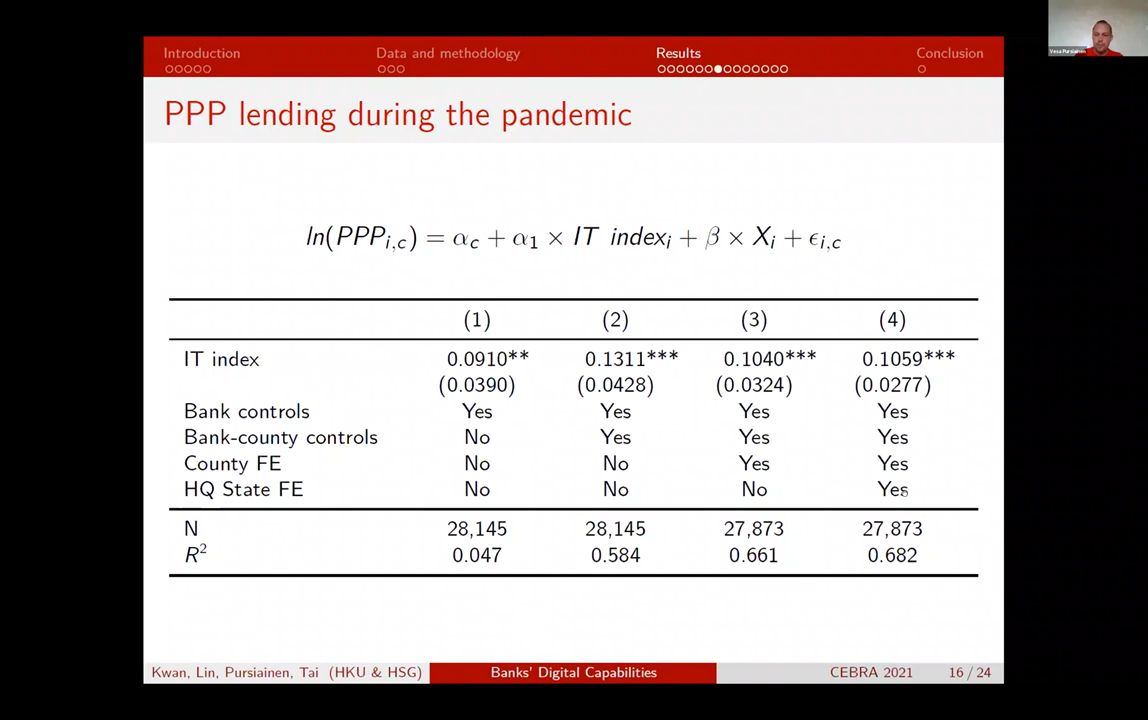 Introduction Data and methodology Results Conclusion
PPP lending during the pandemic
ln(PPP_{i,c}) = α_c + α_1 × IT index_i + β × X_i + ϵ_{i,c}
(1) (2) (3) (4)
IT index 0.0910** 0.1311*** 0.1040*** 0.1059***
(0.0390) (0.0428) (0.0324) (0.0277)
Bank controls Yes Yes Yes Yes
Bank-county controls No Yes Yes Yes
County FE No No Yes Yes
HQ State FE No No No Yes
N 28,145 28,145 27,873 27,873
R² 0.047 0.584 0.661 0.682
Kwan, Lin, Pursiainen, Tai (HKU & HSG) Banks' Digital Capabilities CEBRA 2021 16 / 24
Vesa Pursiainen